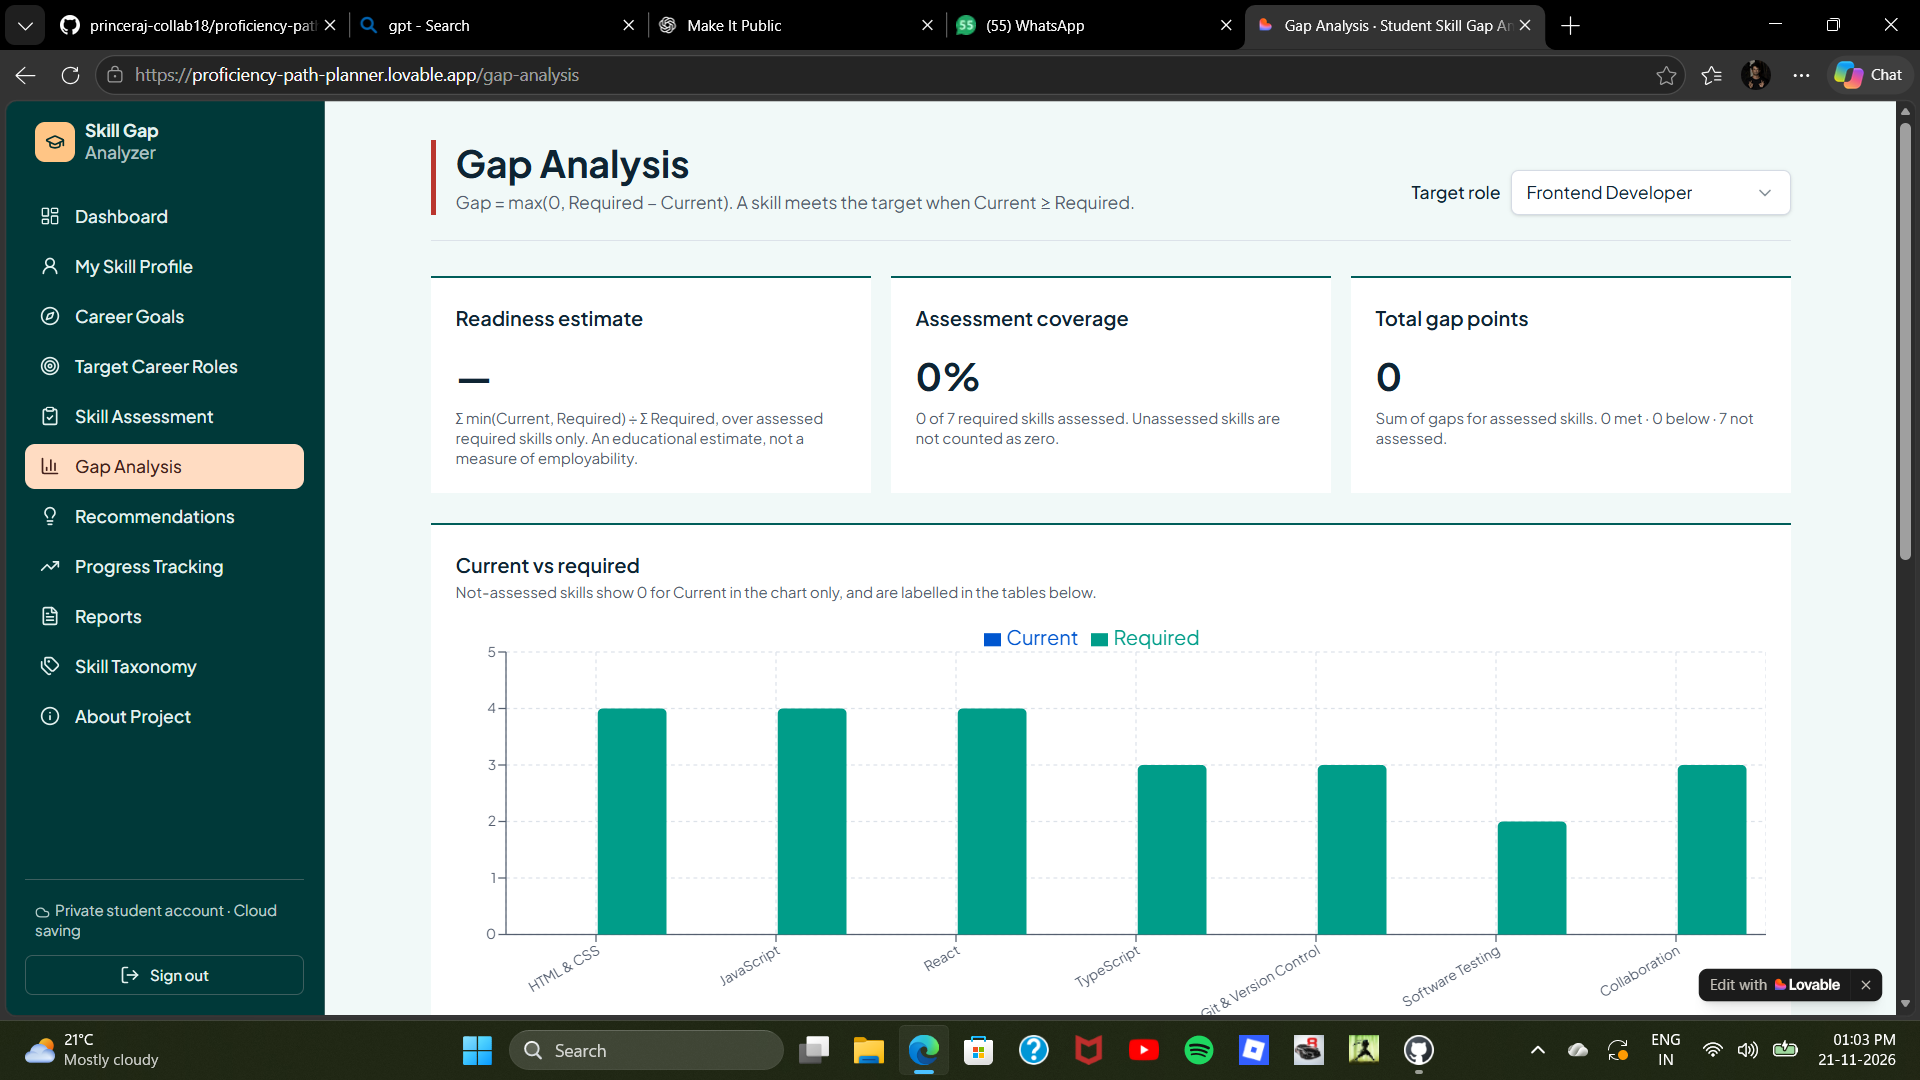 princeraj-collab18/proficiency-pat
gpt - Search
Make It Public
55
(55) WhatsApp
Gap Analysis · Student Skill Gap An
https://proficiency-path-planner.lovable.app/gap-analysis
Chat
Skill Gap
Analyzer
Dashboard
My Skill Profile
Career Goals
Target Career Roles
Skill Assessment
Gap Analysis
Recommendations
Progress Tracking
Reports
Skill Taxonomy
About Project
Private student account · Cloud
saving
Sign out
Gap Analysis
Gap = max(0, Required – Current). A skill meets the target when Current ≥ Required.
Target role
Frontend Developer
Readiness estimate
—
Σ min(Current, Required) ÷ Σ Required, over assessed
required skills only. An educational estimate, not a
measure of employability.
Assessment coverage
0%
0 of 7 required skills assessed. Unassessed skills are
not counted as zero.
Total gap points
0
Sum of gaps for assessed skills. 0 met · 0 below · 7 not
assessed.
Current vs required
Not-assessed skills show 0 for Current in the chart only, and are labelled in the tables below.
Current Required
5
4
3
2
1
0
HTML & CSS
JavaScript
React
TypeScript
Git & Version Control
Software Testing
Collaboration
Edit with Lovable
21°C
Mostly cloudy
Search
ENG
IN
01:03 PM
21-11-2026